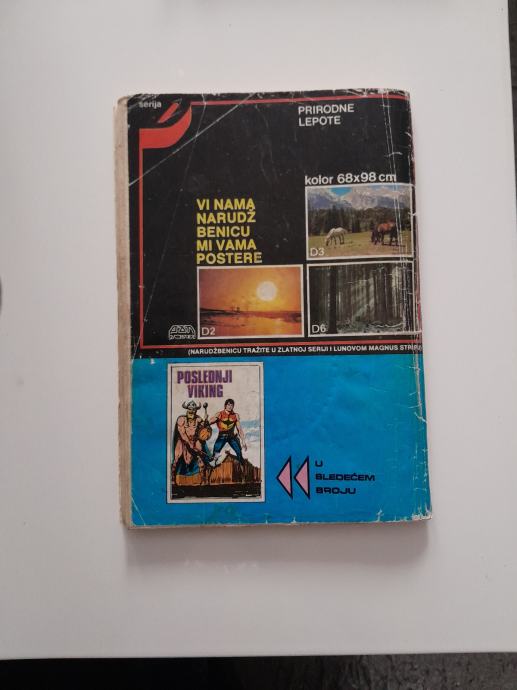 serija
PRIRODNE
LEPOTE
kolor 68x98 cm
VI NAMA
NARUDŽ
BENICU
MI VAMA
POSTERE
D3
D2
D6
(NARUDŽBENICU TRAŽITE U ZLATNOJ SERIJI I LUNOVOM MAGNUS STRIPU)
POSLEDNJI
VIKING
U
SLEDEĆEM
BROJU